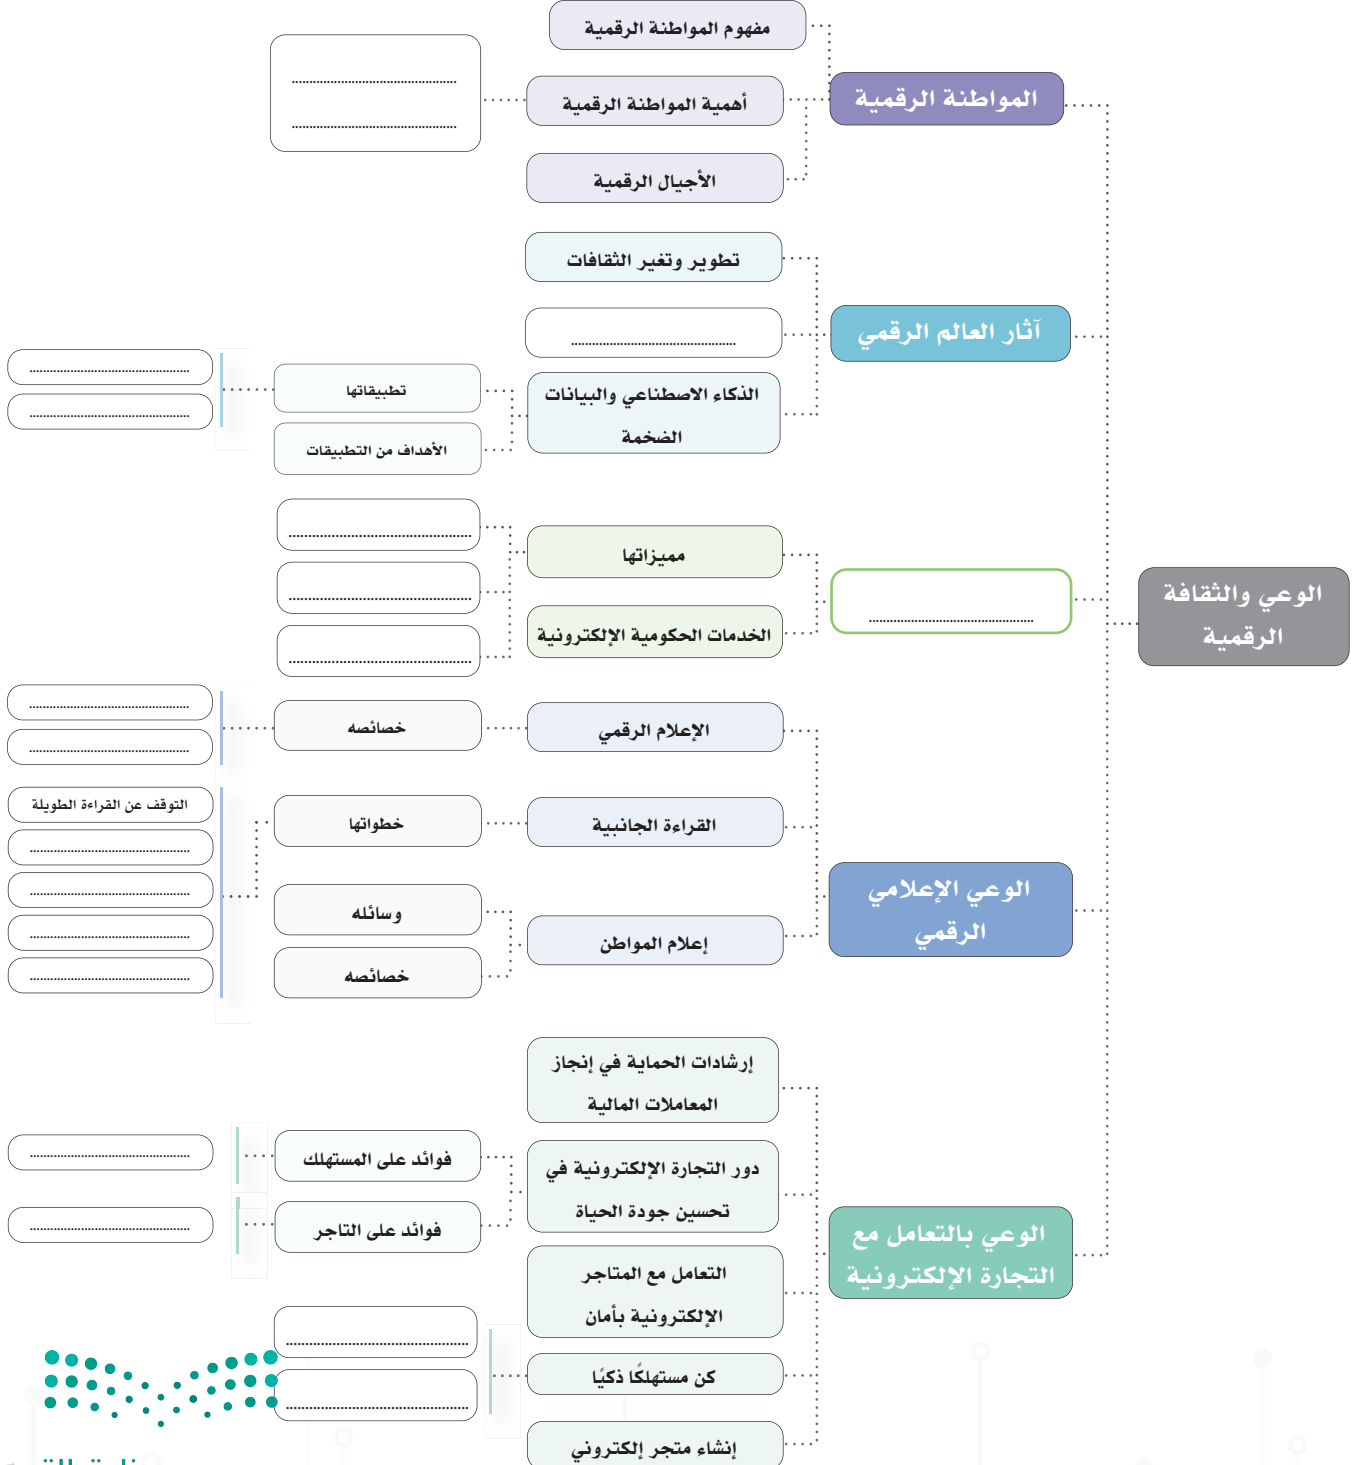 الوعي والثقافة
الرقمية
المواطنة الرقمية
مفهوم المواطنة الرقمية
أهمية المواطنة الرقمية
الأجيال الرقمية
آثار العالم الرقمي
تطوير وتغير الثقافات
الذكاء الاصطناعي والبيانات
الضخمة
تطبيقاتها
الأهداف من التطبيقات
مميزاتها
الخدمات الحكومية الإلكترونية
الوعي الإعلامي
الرقمي
الإعلام الرقمي
خصائصه
القراءة الجانبية
خطواتها
التوقف عن القراءة الطويلة
إعلام المواطن
وسائله
خصائصه
الوعي بالتعامل مع
التجارة الإلكترونية
إرشادات الحماية في إنجاز
المعاملات المالية
دور التجارة الإلكترونية في
تحسين جودة الحياة
فوائد على المستهلك
فوائد على التاجر
التعامل مع المتاجر
الإلكترونية بأمان
كن مستهلكًا ذكيًا
إنشاء متجر إلكتروني